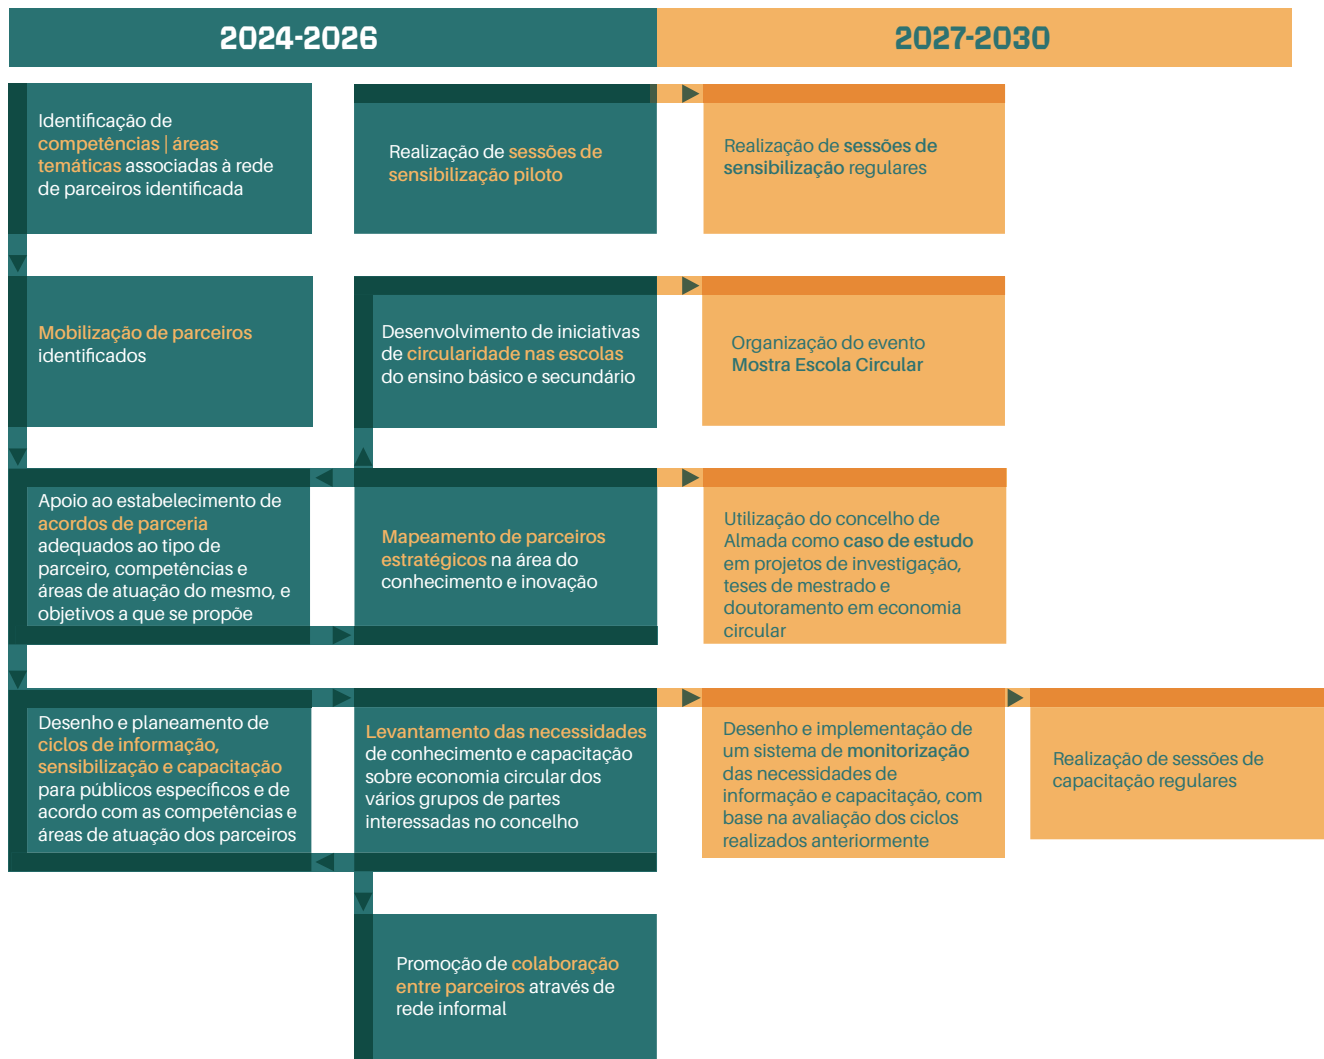 2024-2026
2027-2030
Identificação de
competências | áreas
temáticas associadas à rede
de parceiros identificada
Realização de sessões de
sensibilização piloto
Realização de sessões de
sensibilização regulares
Mobilização de parceiros
identificados
Desenvolvimento de iniciativas
de circularidade nas escolas
do ensino básico e secundário
Organização do evento
Mostra Escola Circular
Apoio ao estabelecimento de
acordos de parceria
adequados ao tipo de
parceiro, competências e
áreas de atuação do mesmo, e
objetivos a que se propõe
Mapeamento de parceiros
estratégicos na área do
conhecimento e inovação
Utilização do concelho de
Almada como caso de estudo
em projetos de investigação,
teses de mestrado e
doutoramento em economia
circular
Desenho e planeamento de
ciclos de informação,
sensibilização e capacitação
para públicos específicos e de
acordo com as competências e
áreas de atuação dos parceiros
Levantamento das necessidades
de conhecimento e capacitação
sobre economia circular dos
vários grupos de partes
interessadas no concelho
Desenho e implementação de
um sistema de monitorização
das necessidades de
informação e capacitação, com
base na avaliação dos ciclos
realizados anteriormente
Realização de sessões de
capacitação regulares
Promoção de colaboração
entre parceiros através de
rede informal